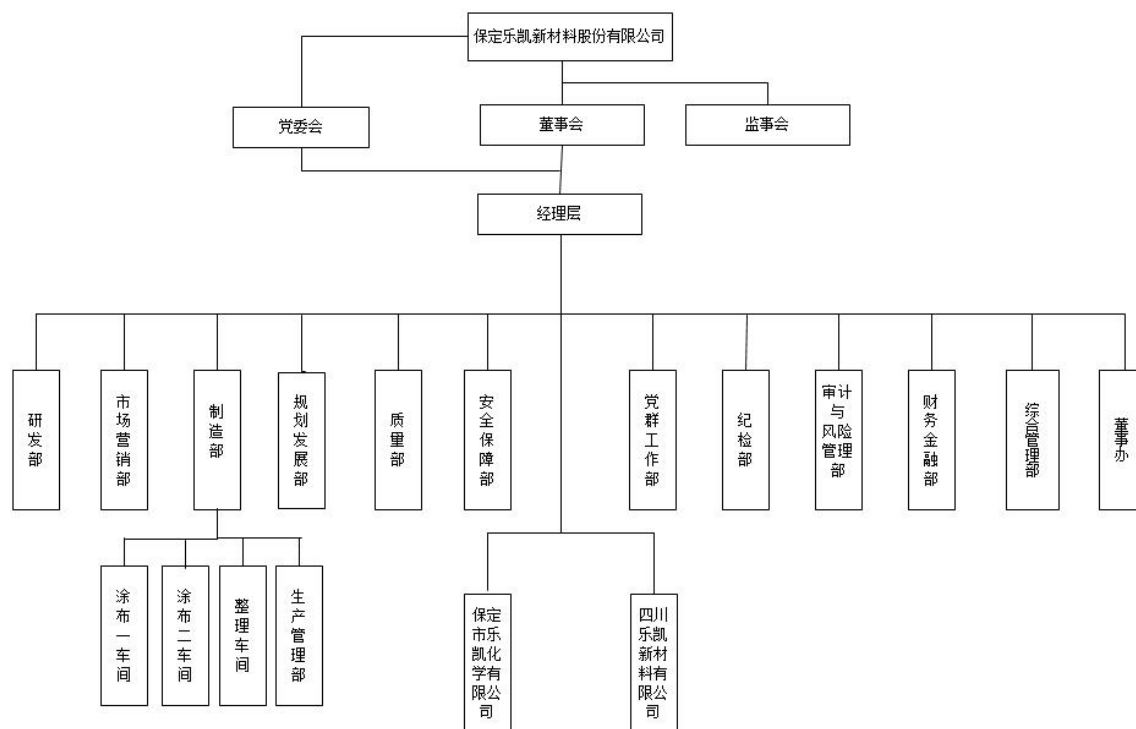 保定乐凯新材料股份有限公司
党委会
董事会
监事会
经理层
研发部
市场营销部
制造部
规划发展部
质量部
安全保障部
党群工作部
纪检部
审计
与
风险
管理
部
财务金融部
综合管理部
董事办
涂布一车间
涂布二车间
整理车间
生产管理部
保定
市乐
凯化
学有
限公
司
四川
乐凯
新材
料有
限公
司